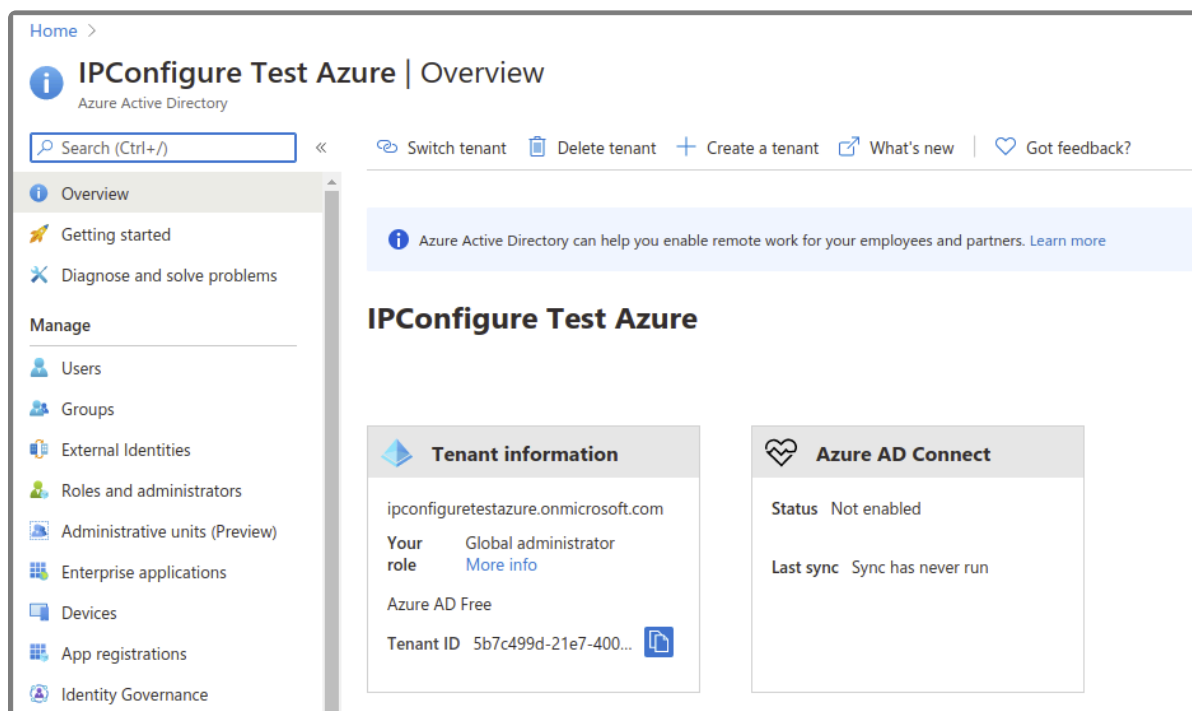 Home >
IPConfigure Test Azure | Overview
Azure Active Directory
Search (Ctrl+/)
«
Switch tenant Delete tenant Create a tenant What's new Got feedback?
Overview
Getting started
Diagnose and solve problems
Manage
Users
Groups
External Identities
Roles and administrators
Administrative units (Preview)
Enterprise applications
Devices
App registrations
Identity Governance
Azure Active Directory can help you enable remote work for your employees and partners. Learn more
IPConfigure Test Azure
Tenant information
ipconfiguretestazure.onmicrosoft.com
Your role Global administrator
More info
Azure AD Free
Tenant ID 5b7c499d-21e7-400...
Azure AD Connect
Status Not enabled
Last sync Sync has never run